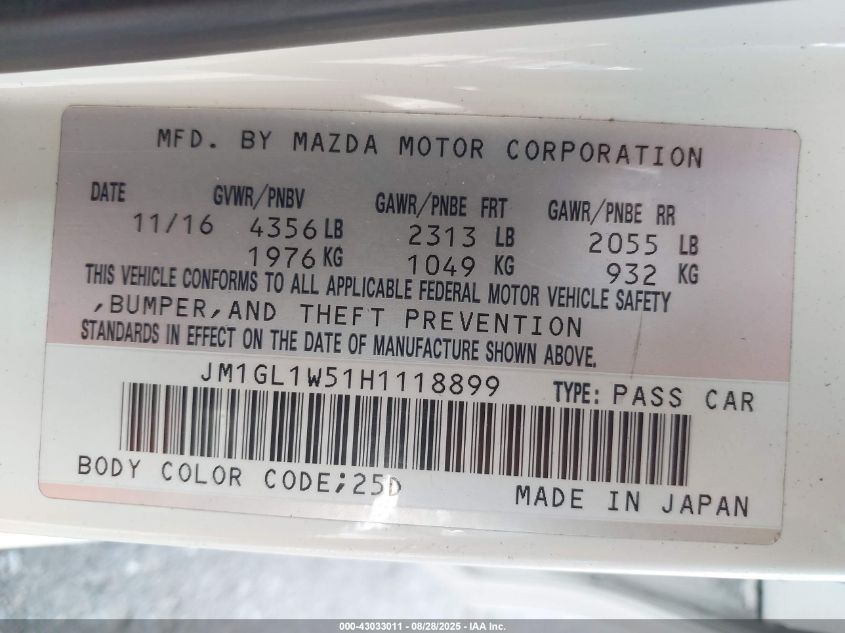 MFD. BY MAZDA MOTOR CORPORATION
DATE GVWR/PNBV GAWR/PNBE FRT GAWR/PNBE RR
11/16 4356 LB 2313 LB 2055 LB
1976 KG 1049 KG 932 KG
THIS VEHICLE CONFORMS TO ALL APPLICABLE FEDERAL MOTOR VEHICLE SAFETY
,BUMPER,AND THEFT PREVENTION
STANDARDS IN EFFECT ON THE DATE OF MANUFACTURE SHOWN ABOVE.
JM1GL1W51H1118899 TYPE: PASS CAR
BODY COLOR CODE;25D MADE IN JAPAN
000-43033011 - 08/28/2025 - IAA Inc.